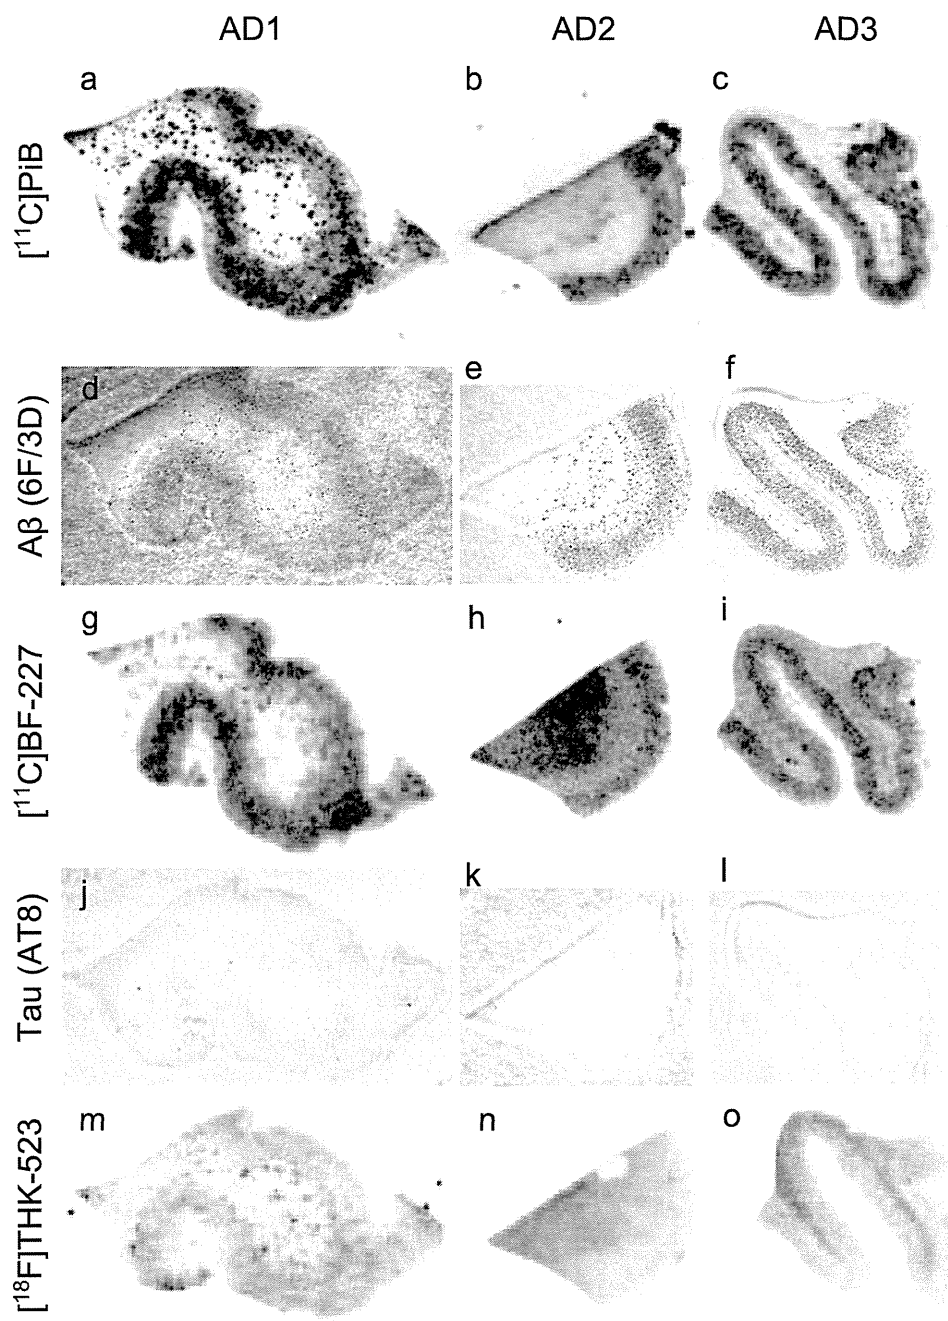 AD1 AD2 AD3
[¹¹C]PiB
a b c
Aβ (6F/3D)
d e f
[¹¹C]BF-227
g h i
Tau (AT8)
j k l
[¹⁸F]THK-523
m n o